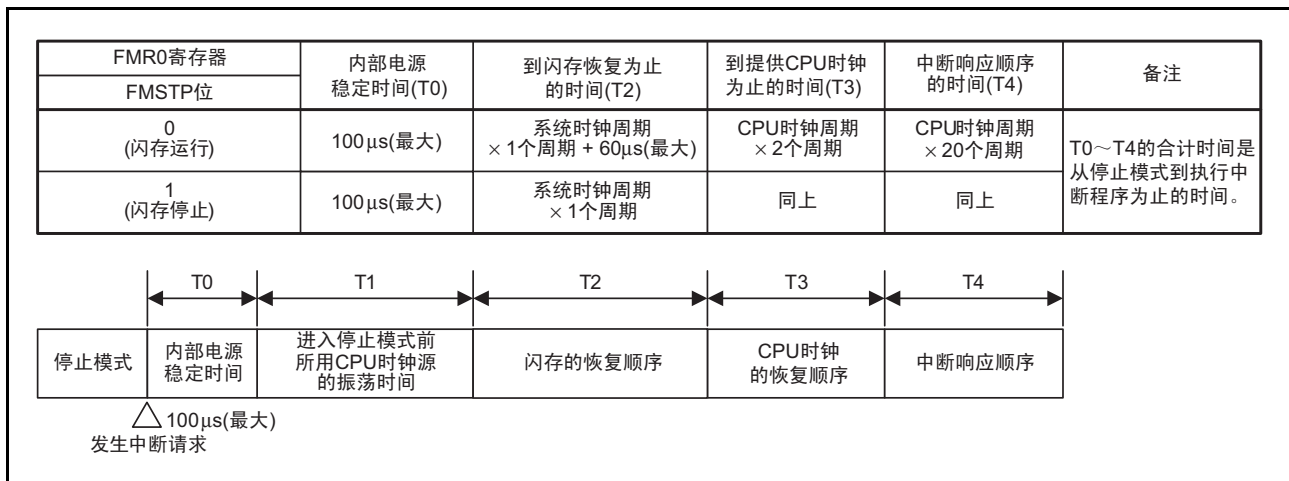 FMR0寄存器
FMSTP位
内部电源
稳定时间(T0)
到闪存恢复为止
的时间(T2)
到提供CPU时钟
为止的时间(T3)
中断响应顺序
的时间(T4)
备注
0
(闪存运行)
100μs(最大)
系统时钟周期
× 1个周期 + 60μs(最大)
CPU时钟周期
× 2个周期
CPU时钟周期
× 20个周期
T0～T4的合计时间是
从停止模式到执行中
断程序为止的时间。
1
(闪存停止)
100μs(最大)
系统时钟周期
× 1个周期
同上
同上
T0
T1
T2
T3
T4
停止模式
内部电源
稳定时间
进入停止模式前
所用CPU时钟源
的振荡时间
闪存的恢复顺序
CPU时钟
的恢复顺序
中断响应顺序
100μs(最大)
发生中断请求